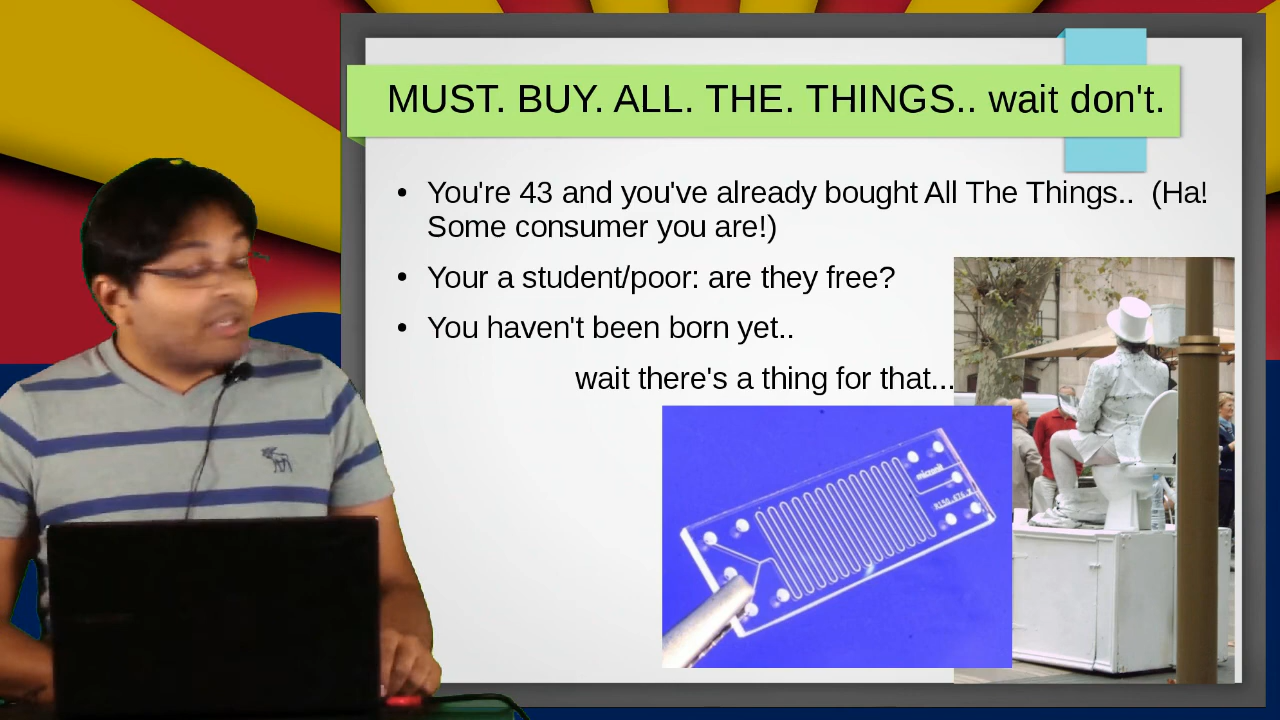 MUST. BUY. ALL. THE. THINGS.. wait don't.
• You're 43 and you've already bought All The Things.. (Ha!
Some consumer you are!)
• Your a student/poor: are they free?
• You haven't been born yet..
wait there's a thing for that...